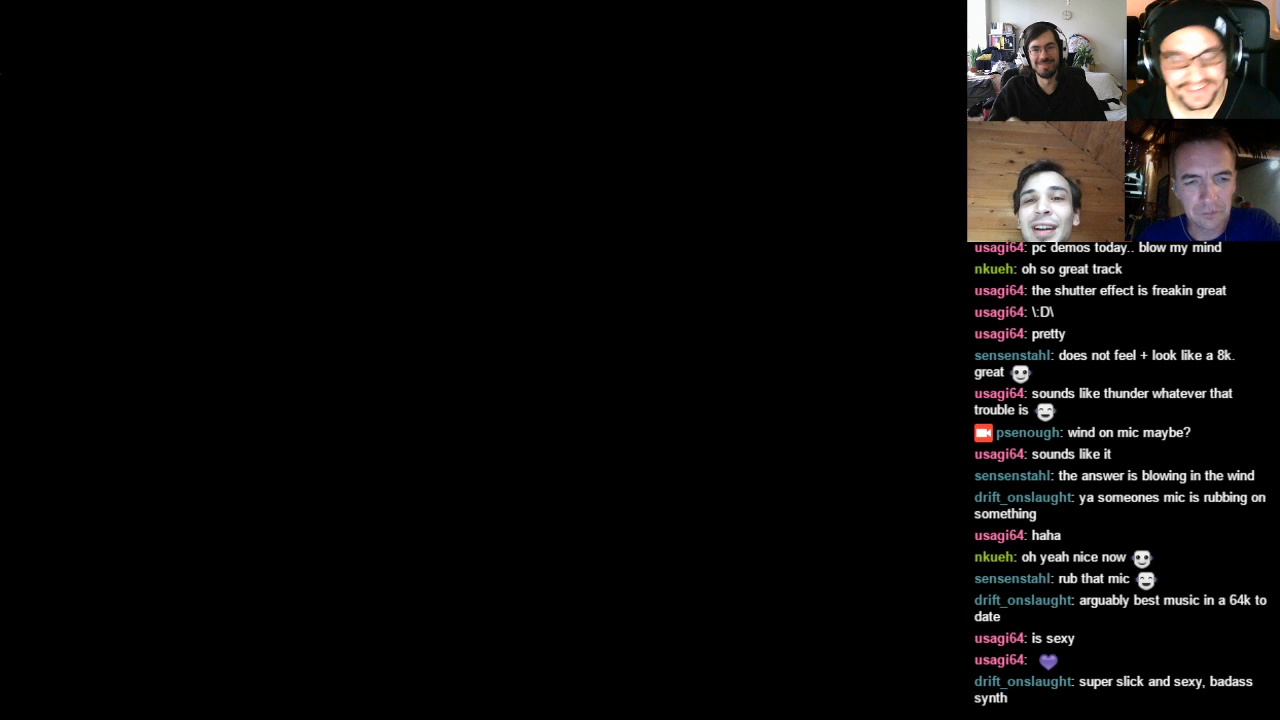 usagi64: pc demos today.. blow my mind
nkueh: oh so great track
usagi64: the shutter effect is freakin great
usagi64: \:D\
usagi64: pretty
sensenstahl: does not feel + look like a 8k.
great
usagi64: sounds like thunder whatever that
trouble is
psenough: wind on mic maybe?
usagi64: sounds like it
sensenstahl: the answer is blowing in the wind
drift_onslaught: ya someones mic is rubbing on
something
usagi64: haha
nkueh: oh yeah nice now
sensenstahl: rub that mic
drift_onslaught: arguably best music in a 64k to
date
usagi64: is sexy
usagi64:
drift_onslaught: super slick and sexy, badass
synth